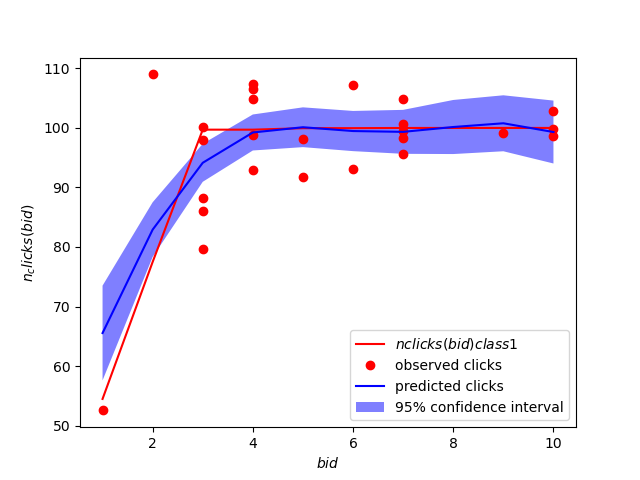 110
100
90
80
70
60
50
n_clicks(bid)
nclicks(bid)class1
observed clicks
predicted clicks
95% confidence interval
2
4
6
8
10
bid